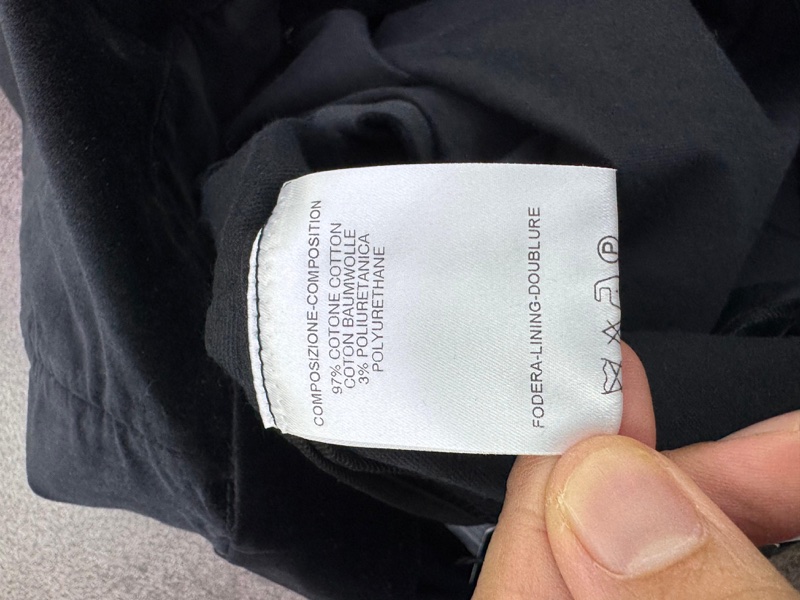 COMPOSIZIONE-COMPOSITION
97% COTONE COTTON
COTON BAUMWOLLE
3% POLIURETANICA
POLYURETHANE
FODERA-LINING-DOUBLURE
P